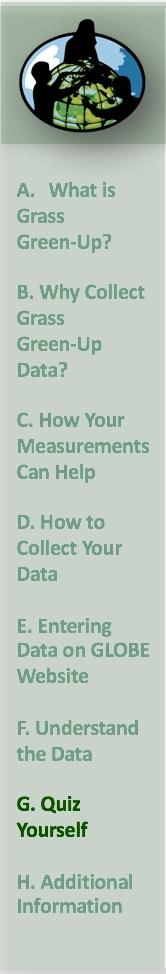 A. What is
Grass
Green-Up?
B. Why Collect
Grass
Green-Up
Data?
C. How Your
Measurements
Can Help
D. How to
Collect Your
Data
E. Entering
Data on GLOBE
Website
F. Understand
the Data
G. Quiz
Yourself
H. Additional
Information